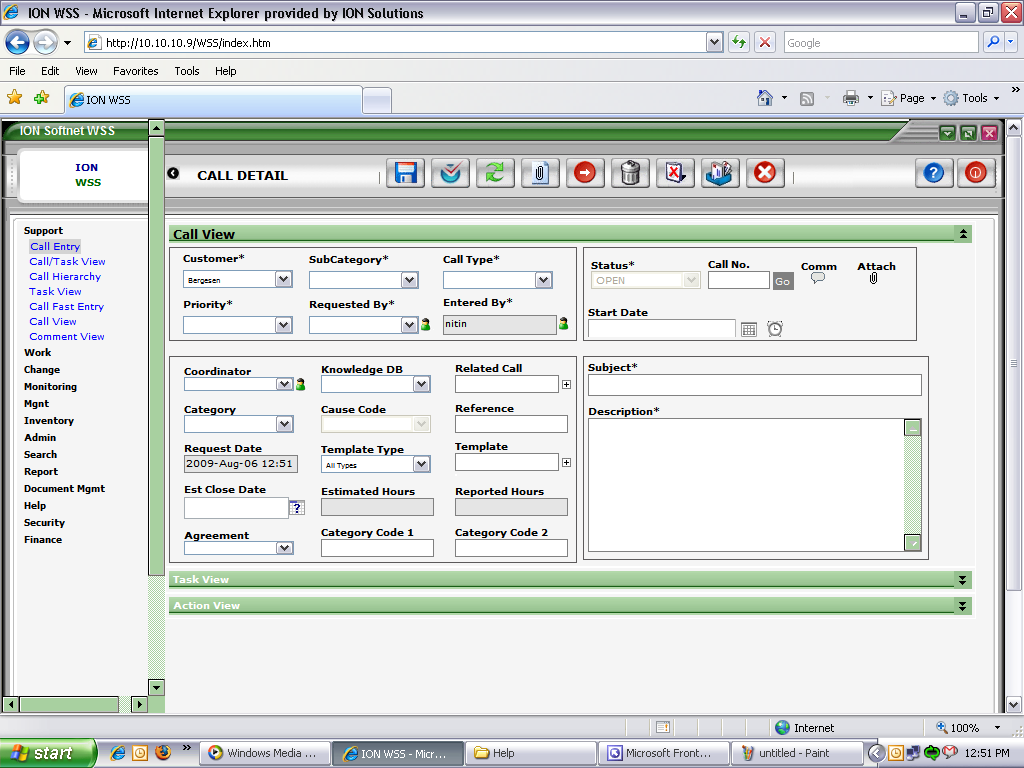 ION WSS - Microsoft Internet Explorer provided by ION Solutions
http://10.10.10.9/WSS/index.htm
Google
File Edit View Favorites Tools Help
ION WSS
Page Tools
ION Softnet WSS
ION
WSS
CALL DETAIL
Support
Call Entry
Call/Task View
Call Hierarchy
Task View
Call Fast Entry
Call View
Comment View
Work
Change
Monitoring
Mgnt
Inventory
Admin
Search
Report
Document Mgmt
Help
Security
Finance
Call View
Customer* SubCategory* Call Type*
Bergesen
Priority* Requested By* Entered By*
nitin
Status* Call No. Comm Attach
OPEN Go
Start Date
Coordinator Knowledge DB Related Call
Category Cause Code Reference
Request Date Template Type Template
2009-Aug-06 12:51 All Types
Est Close Date Estimated Hours Reported Hours
Agreement Category Code 1 Category Code 2
Subject*
Description*
Task View
Action View
Internet 100%
start Windows Media ... ION WSS - Micr... Help Microsoft Front... untitled - Paint 12:51 PM